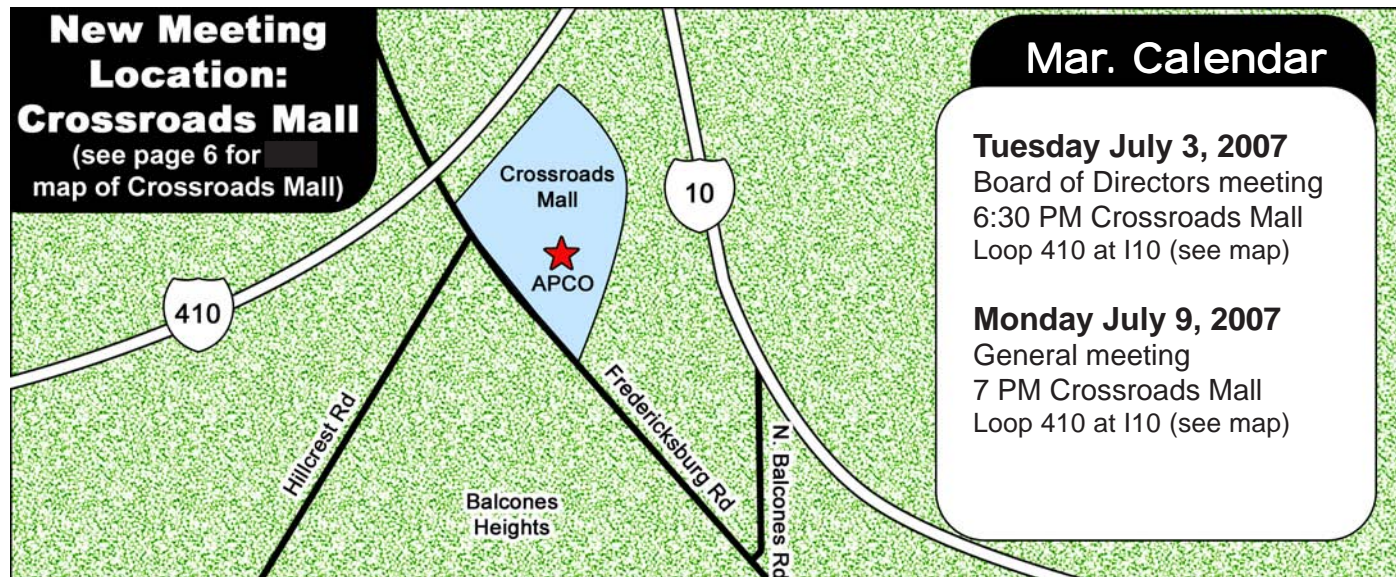 New Meeting
Location:
Crossroads Mall
(see page 6 for
map of Crossroads Mall)
Crossroads
Mall
APCO
10
410
Hillcrest Rd
Fredericksburg Rd
N. Balcones Rd
Balcones
Heights
Mar. Calendar
Tuesday July 3, 2007
Board of Directors meeting
6:30 PM Crossroads Mall
Loop 410 at I10 (see map)
Monday July 9, 2007
General meeting
7 PM Crossroads Mall
Loop 410 at I10 (see map)